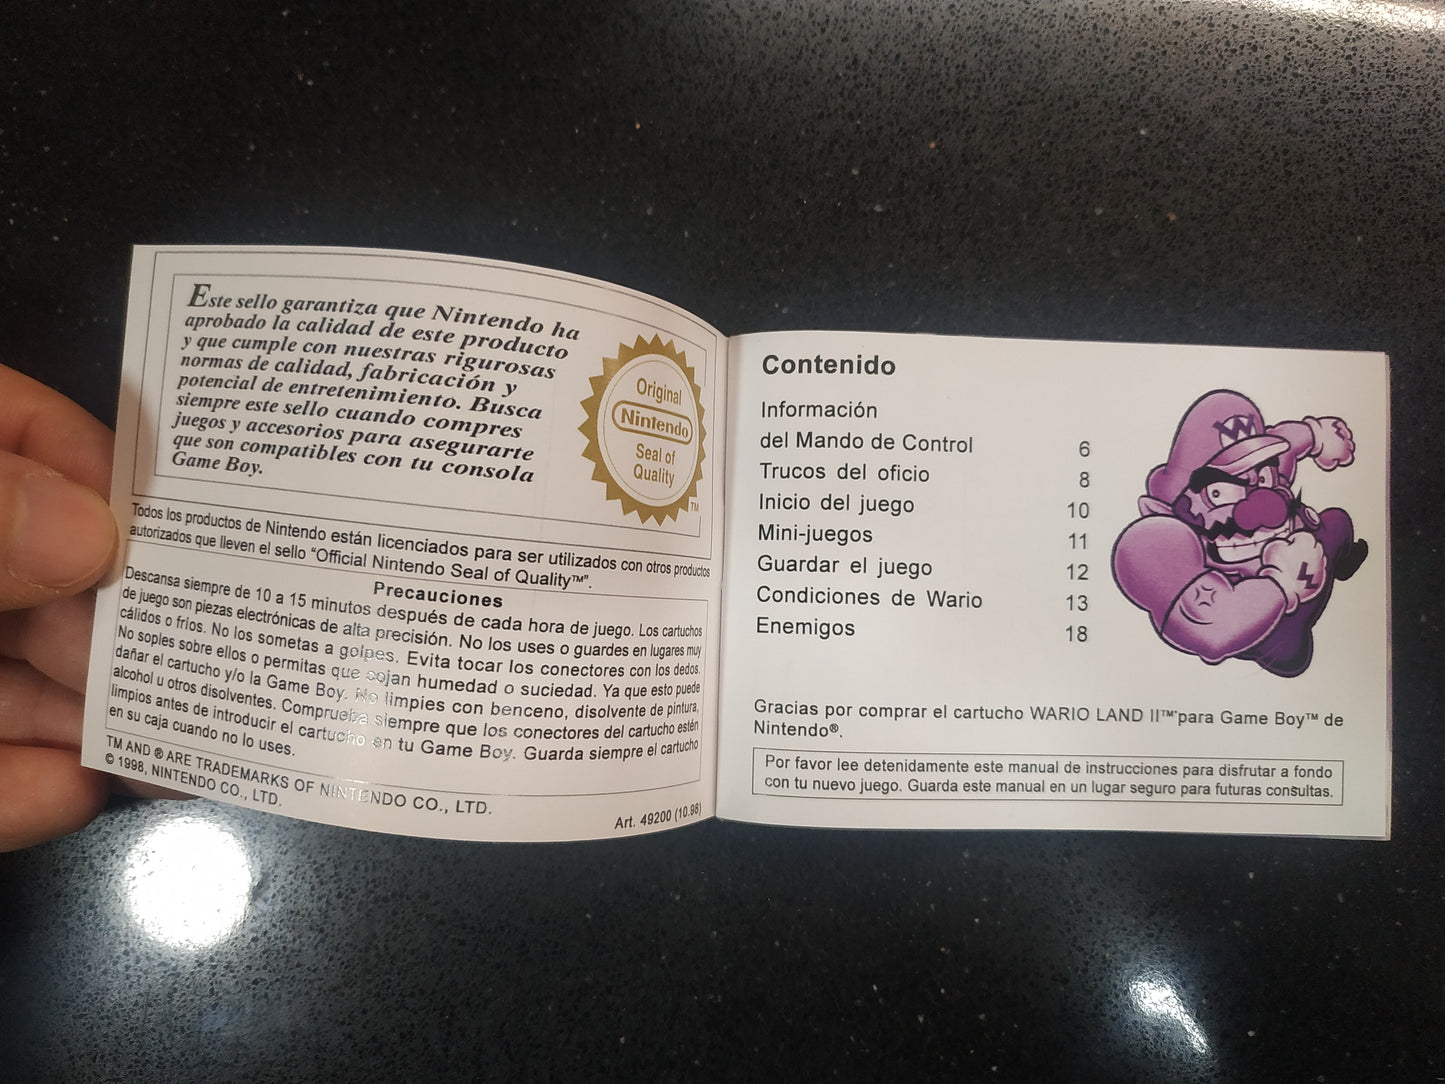 Este sello garantiza que Nintendo ha
aprobado la calidad de este producto
y que cumple con nuestras rigurosas
normas de calidad, fabricación y
potencial de entretenimiento. Busca
siempre este sello cuando compres
juegos y accesorios para asegurarte
que son compatibles con tu consola
Game Boy.
Original
Nintendo
Seal of
Quality
TM
Todos los productos de Nintendo están licenciados para ser utilizados con otros productos
autorizados que lleven el sello “Official Nintendo Seal of Quality™”.
Precauciones
Descansa siempre de 10 a 15 minutos después de cada hora de juego. Los cartuchos
de juego son piezas electrónicas de alta precisión. No los uses o guardes en lugares muy
cálidos o fríos. No los sometas a golpes. Evita tocar los conectores con los dedos.
No soples sobre ellos o permitas que cojan humedad o suciedad. Ya que esto puede
dañar el cartucho y/o la Game Boy. No limpies con benceno, disolvente de pintura,
alcohol u otros disolventes. Comprueba siempre que los conectores del cartucho estén
limpios antes de introducir el cartucho en tu Game Boy. Guarda siempre el cartucho
en su caja cuando no lo uses.
TM AND ® ARE TRADEMARKS OF NINTENDO CO., LTD.
© 1998, NINTENDO CO., LTD.
Art. 49200 (10.98)
Contenido
Información
del Mando de Control 6
Trucos del oficio 8
Inicio del juego 10
Mini-juegos 11
Guardar el juego 12
Condiciones de Wario 13
Enemigos 18
W
Gracias por comprar el cartucho WARIO LAND II™ para Game Boy™ de
Nintendo®.
Por favor lee detenidamente este manual de instrucciones para disfrutar a fondo
con tu nuevo juego. Guarda este manual en un lugar seguro para futuras consultas.